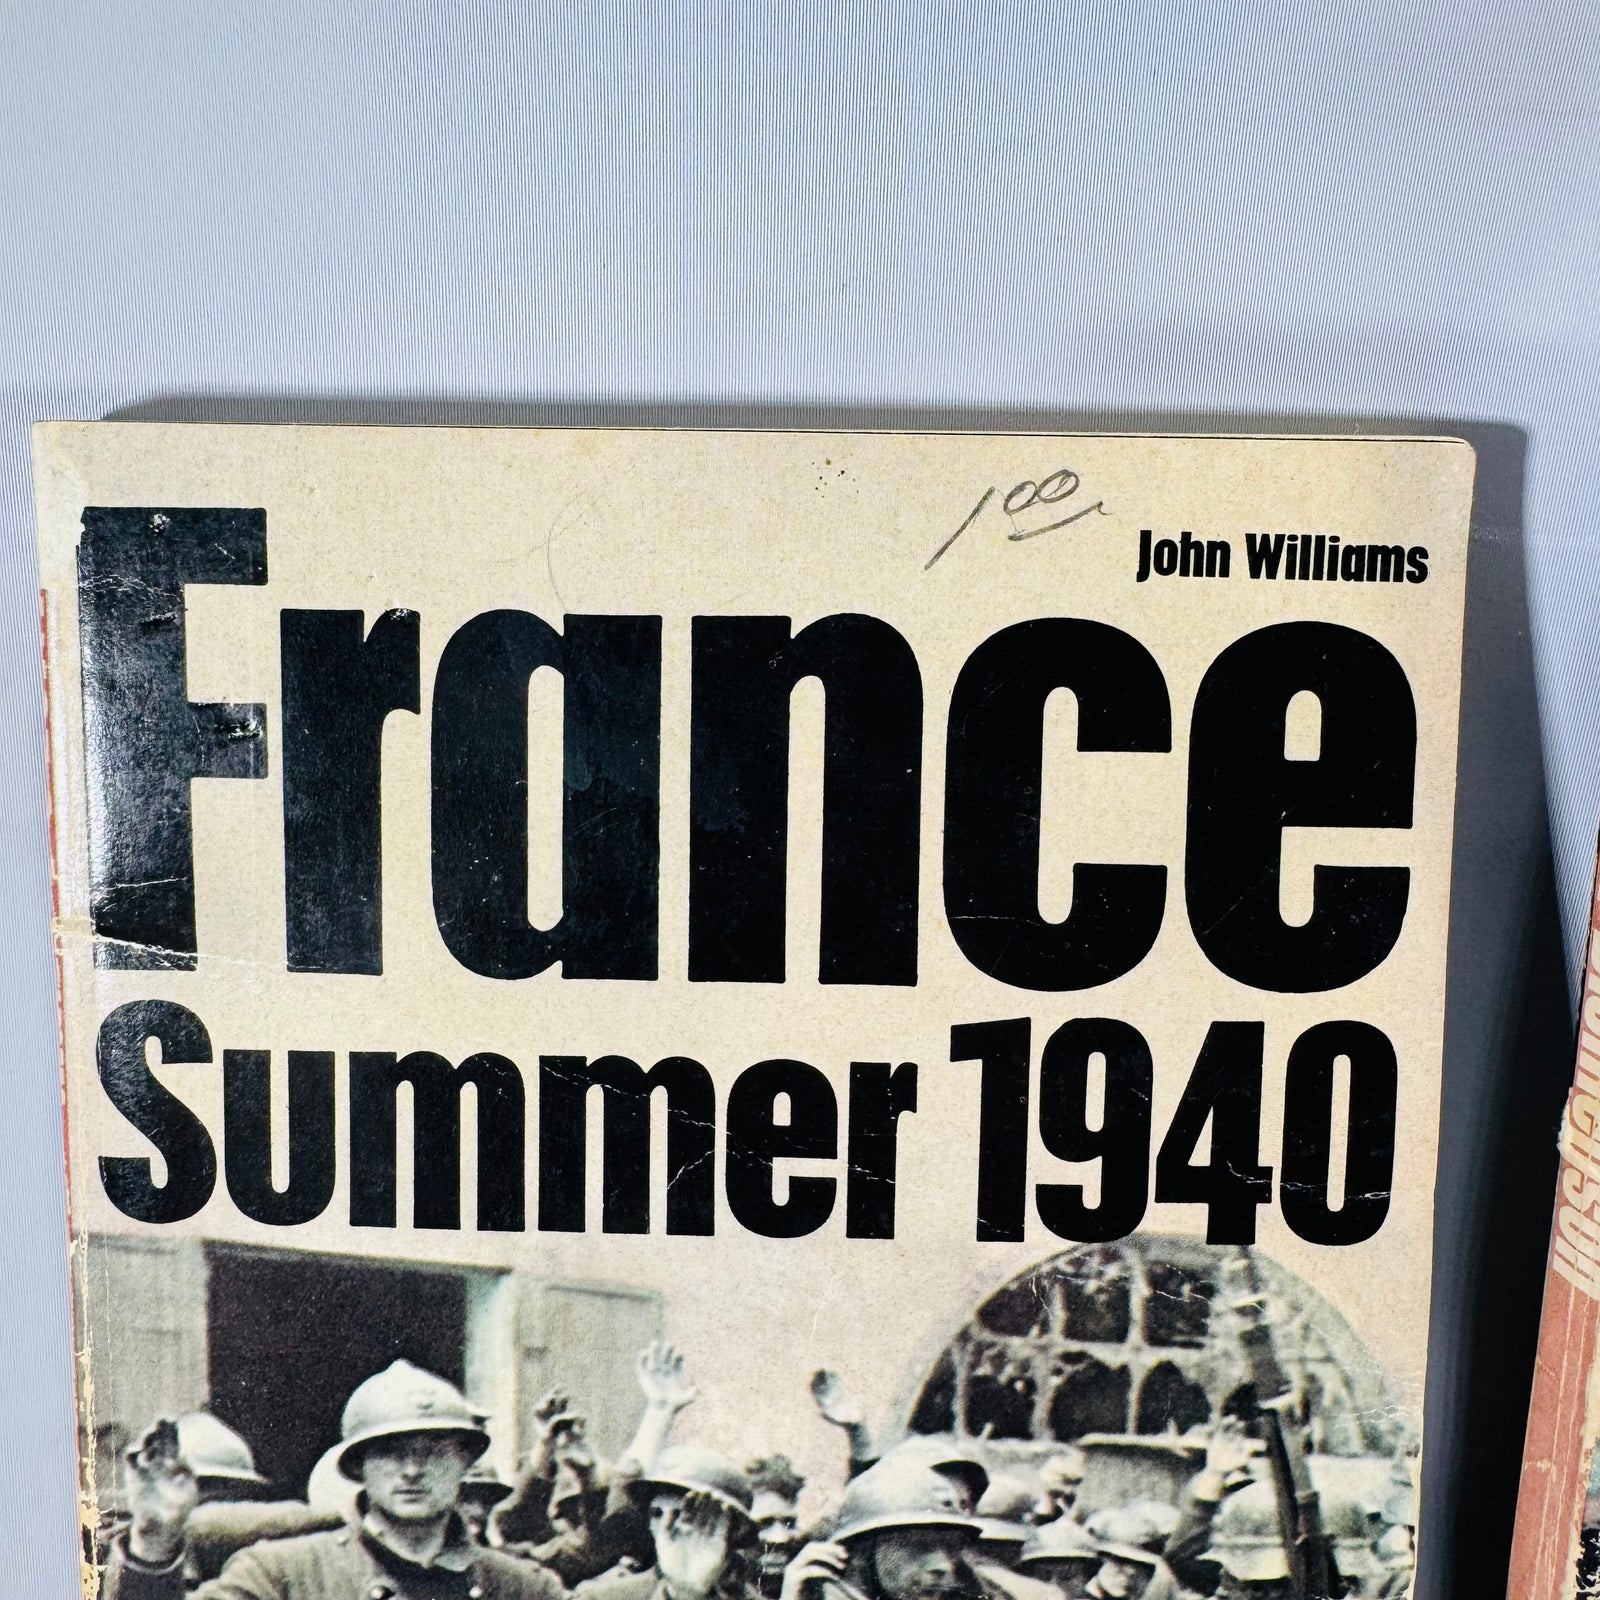 1.00
John Williams
France
Summer 1940